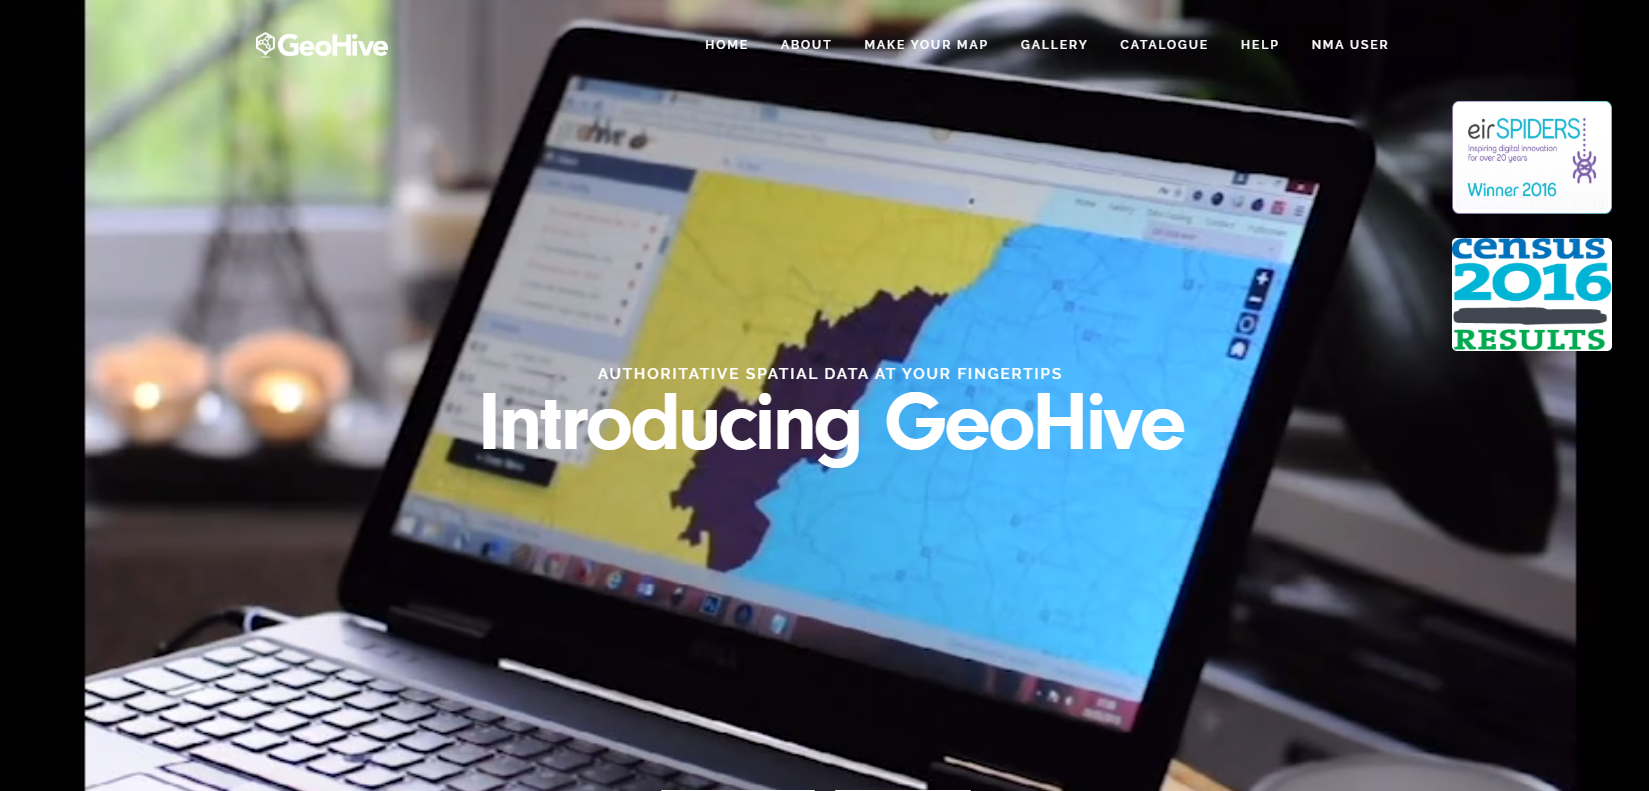 GeoHive
HOME ABOUT MAKE YOUR MAP GALLERY CATALOGUE HELP NMA USER
eirSPIDERS
Inspiring digital innovation
for over 20 years
Winner 2016
census
2016
RESULTS
AUTHORITATIVE SPATIAL DATA AT YOUR FINGERTIPS
Introducing GeoHive